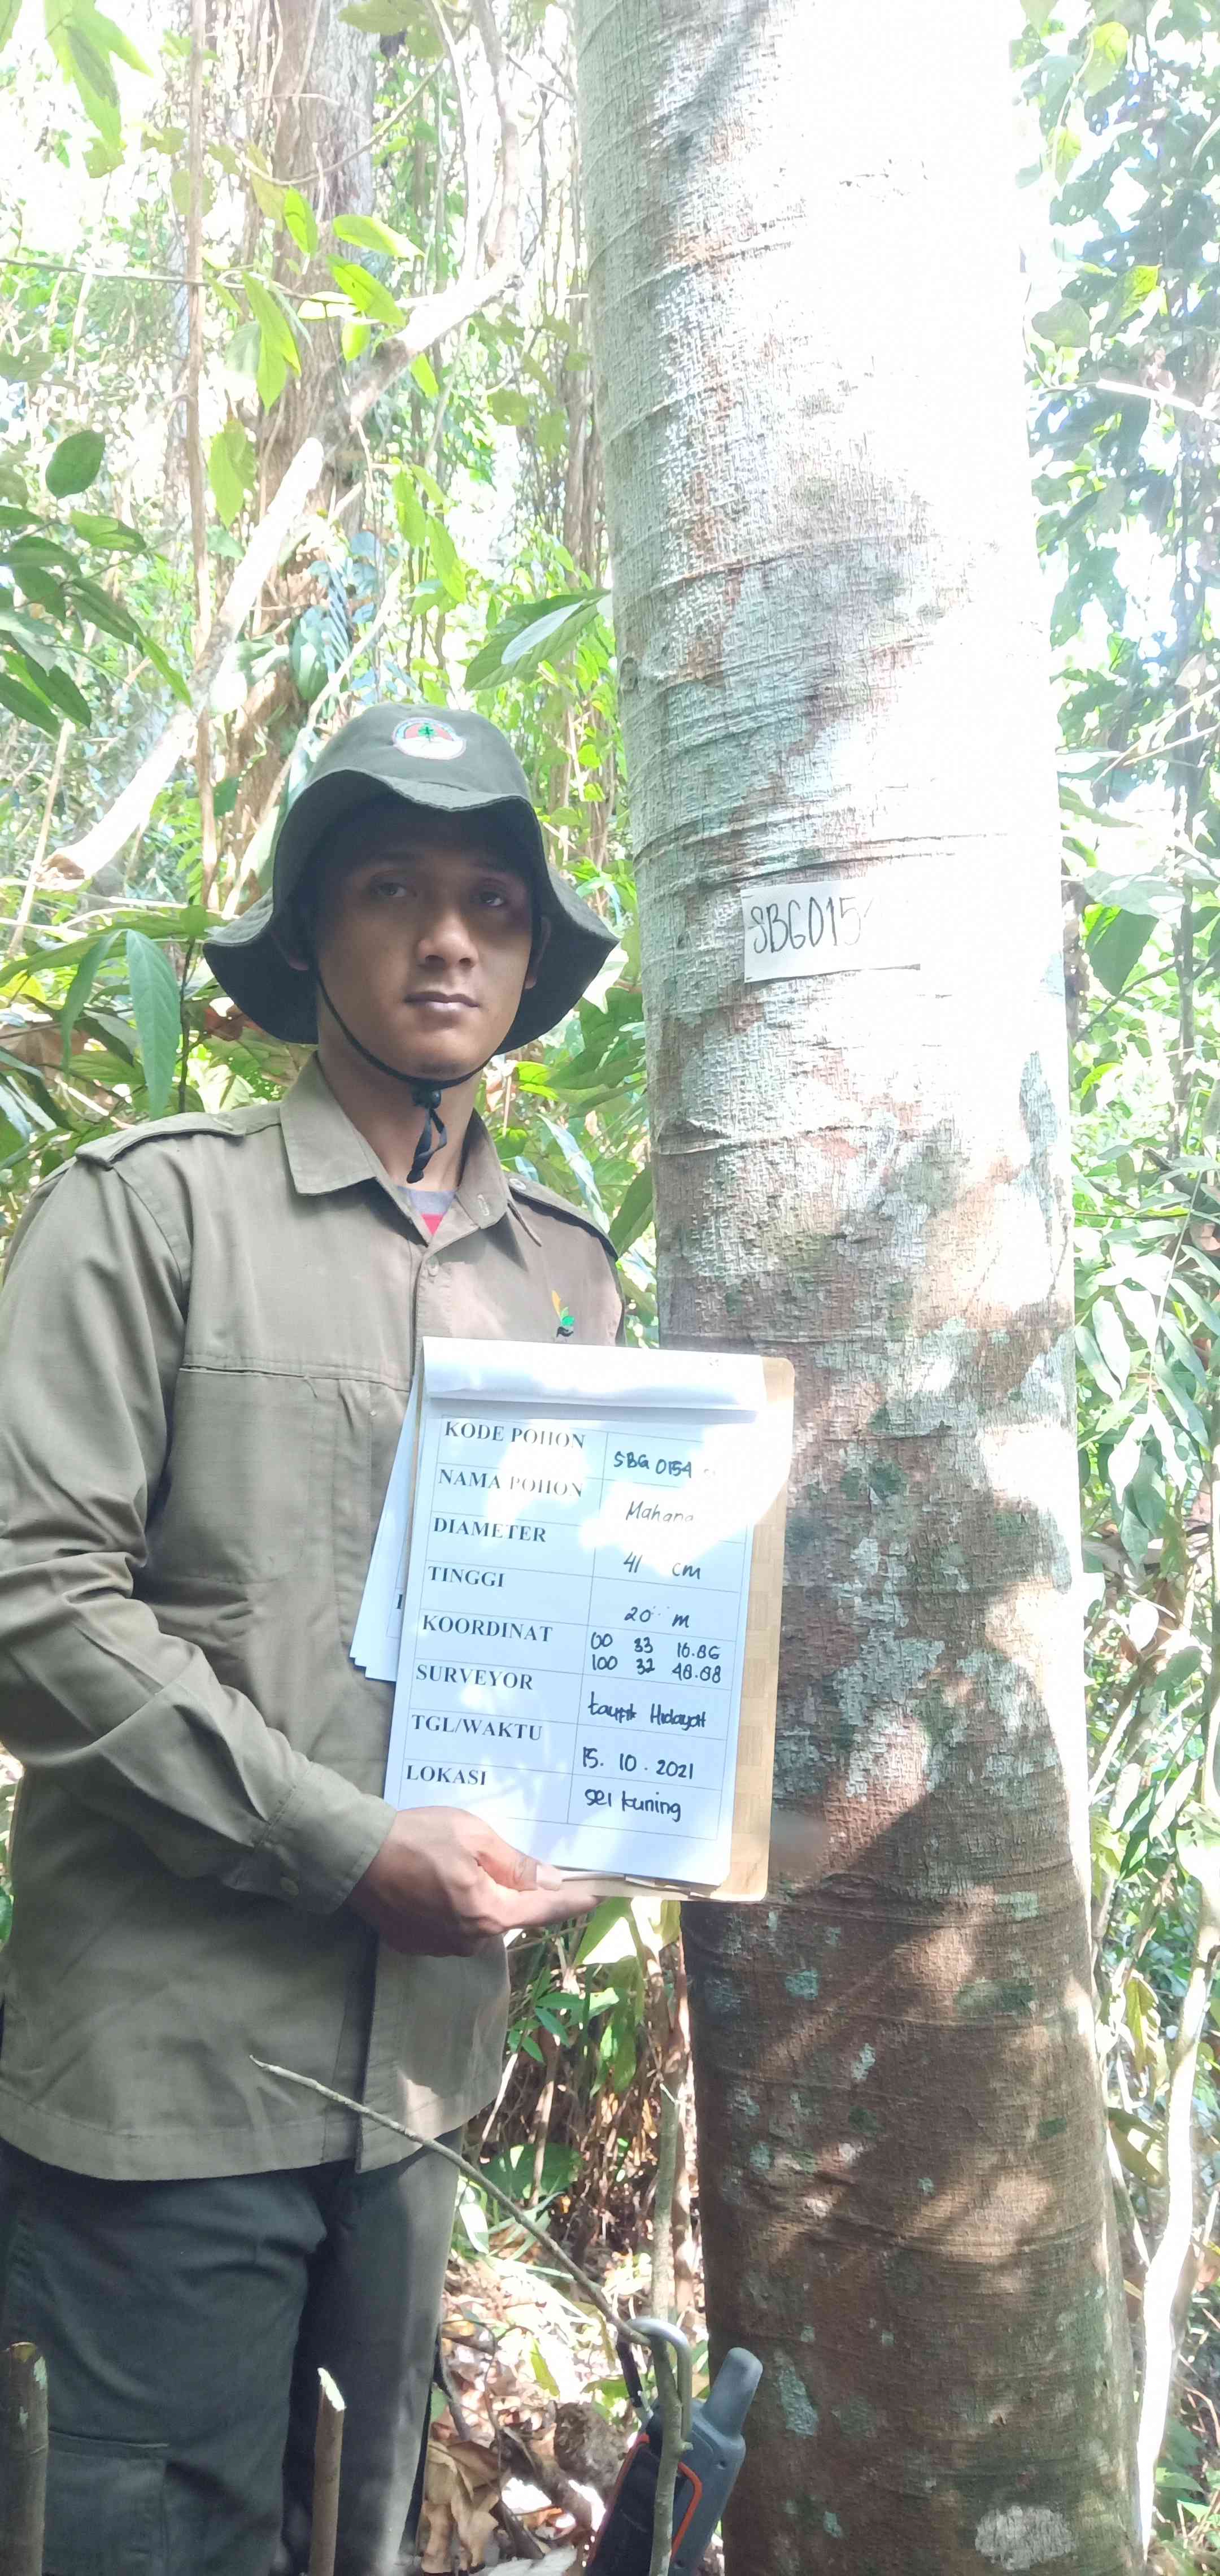 SBG015
KODE POHON SBG 0154
NAMA POHON Mahang
DIAMETER 41 cm
TINGGI 20 m
KOORDINAT 00 33 16.86
100 32 48.88
SURVEYOR taufik Hidayat
TGL/WAKTU 15. 10. 2021
LOKASI sei kuning